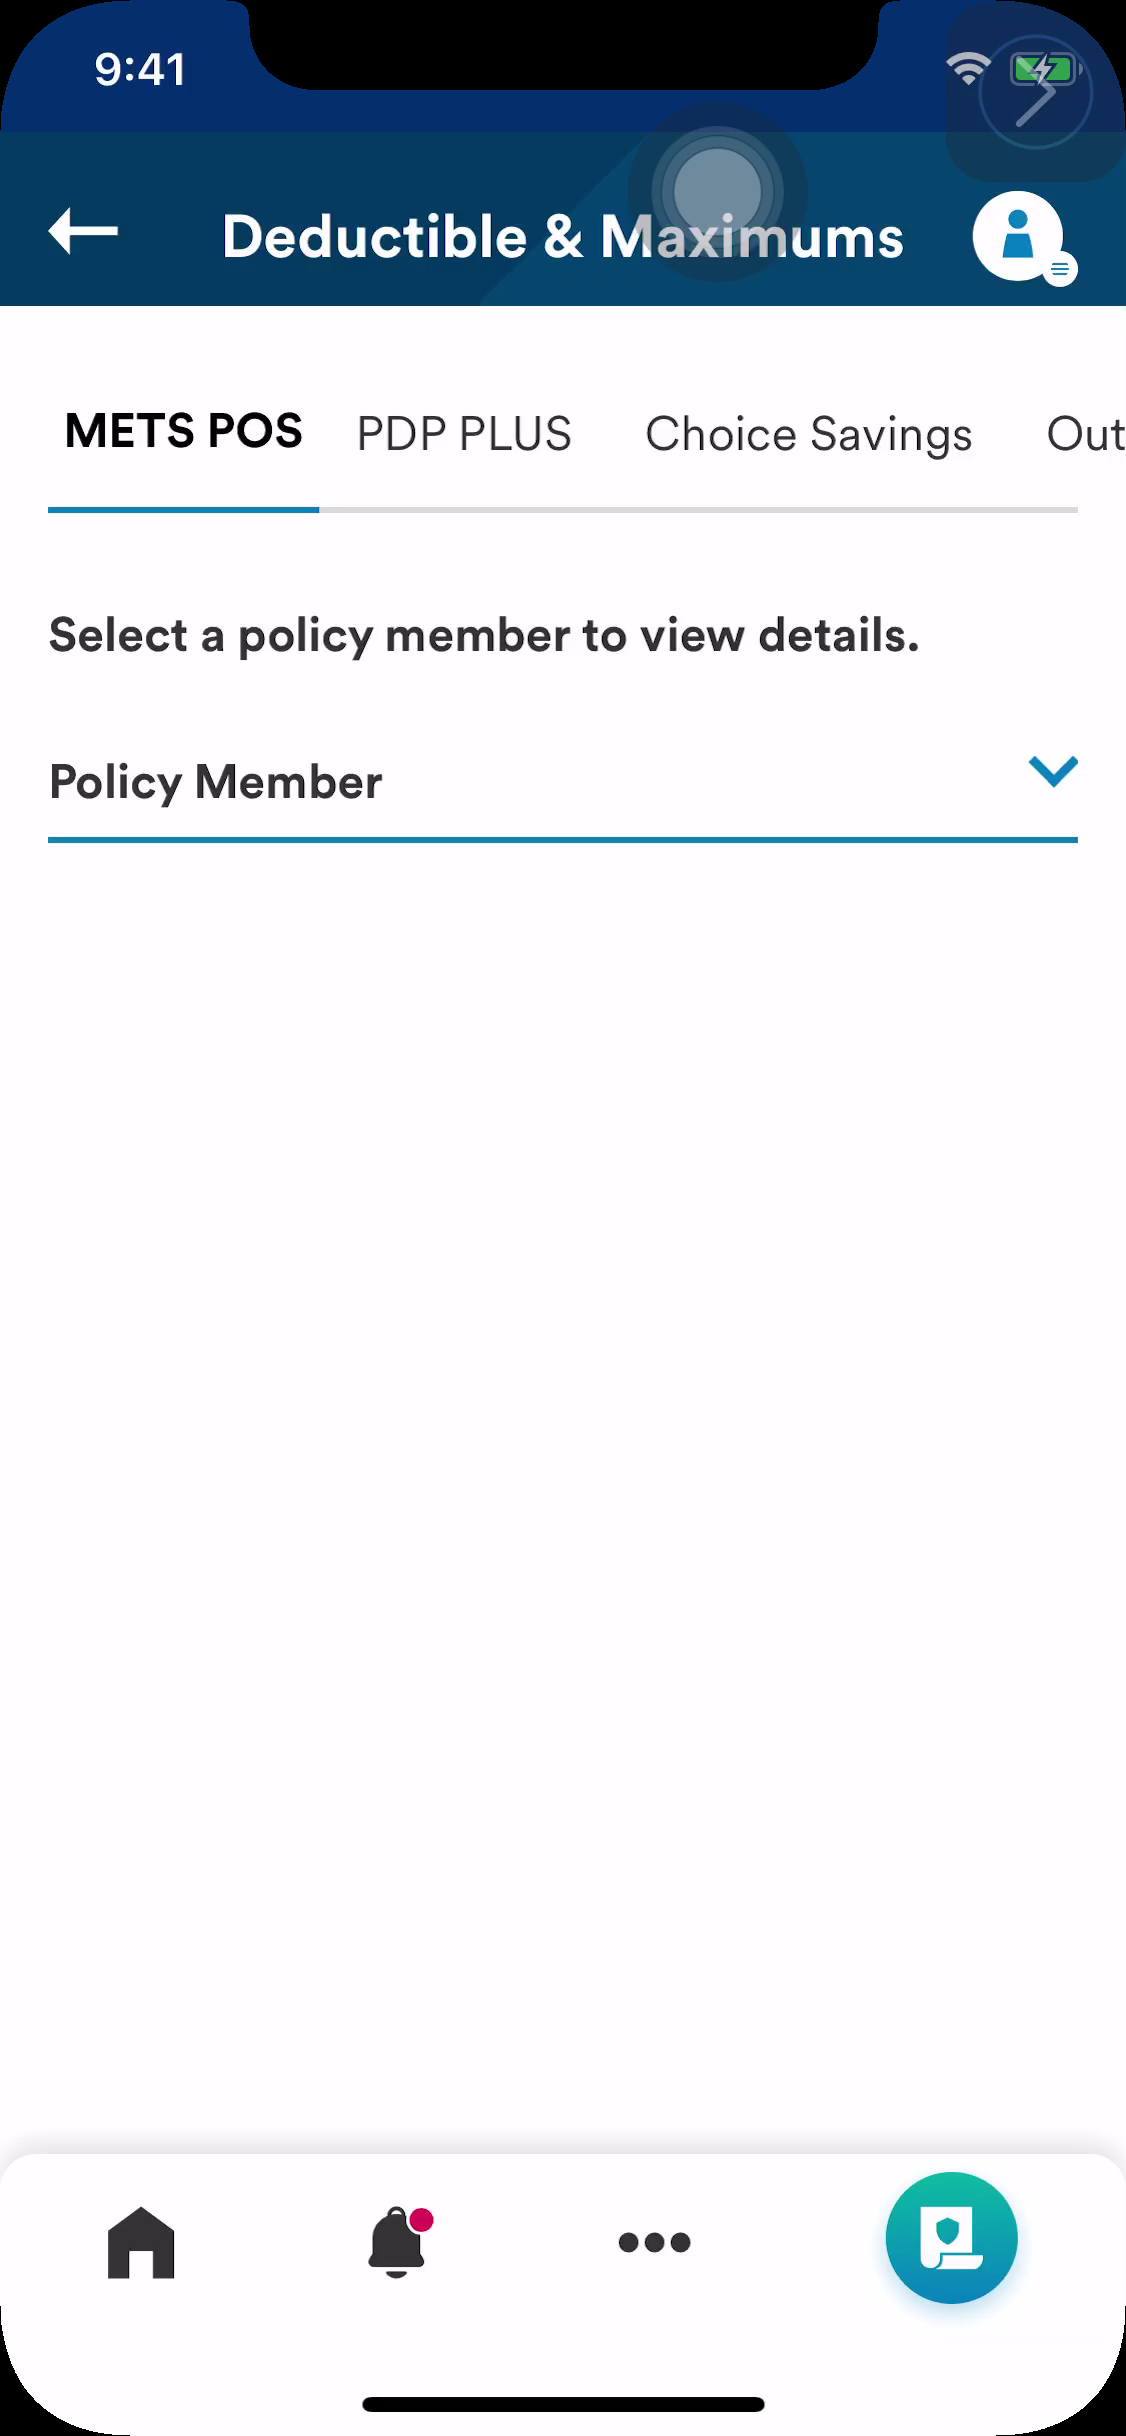 9:41
Deductible & Maximums
METS POS
PDP PLUS
Choice Savings
Out
Select a policy member to view details.
Policy Member